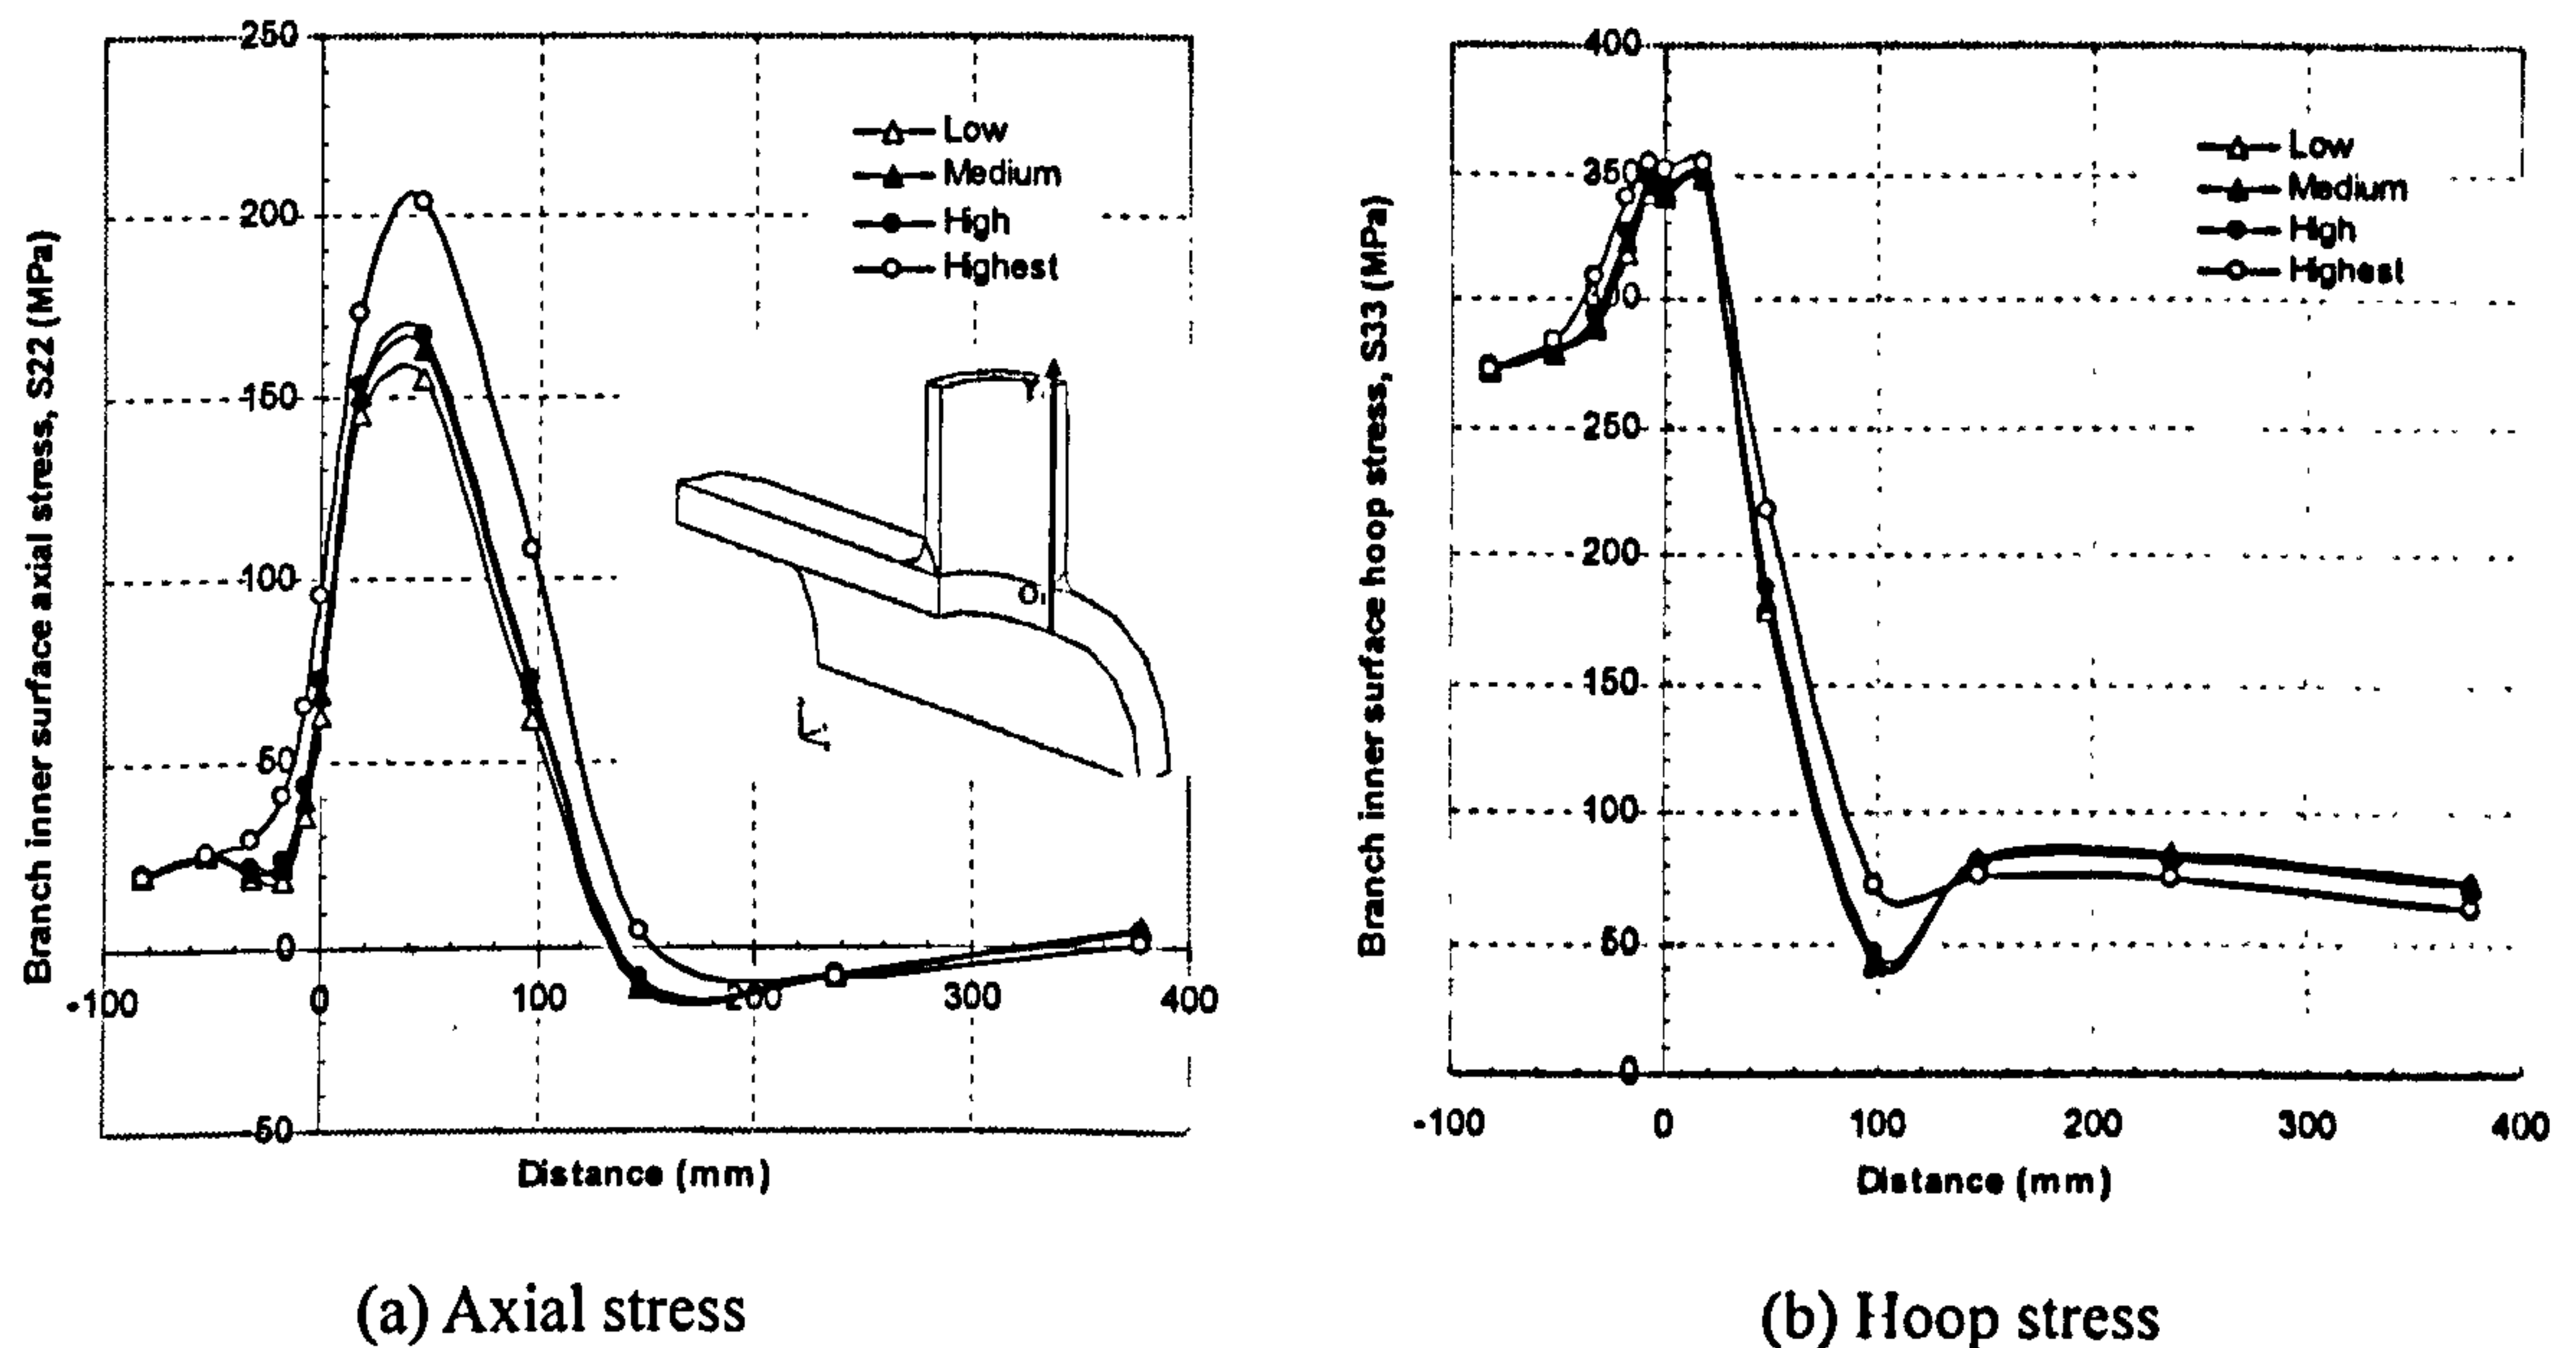 Branch inner surface axial stress, S22 (MPa)
250
200
150
100
50
0
-50
-100
0
100
200
300
400
Distance (mm)
Low
Medium
High
Highest
Y
O
(a) Axial stress
Branch inner surface hoop stress, S33 (MPa)
400
350
300
250
200
150
100
50
0
-100
0
100
200
300
400
Distance (mm)
Low
Medium
High
Highest
(b) Hoop stress